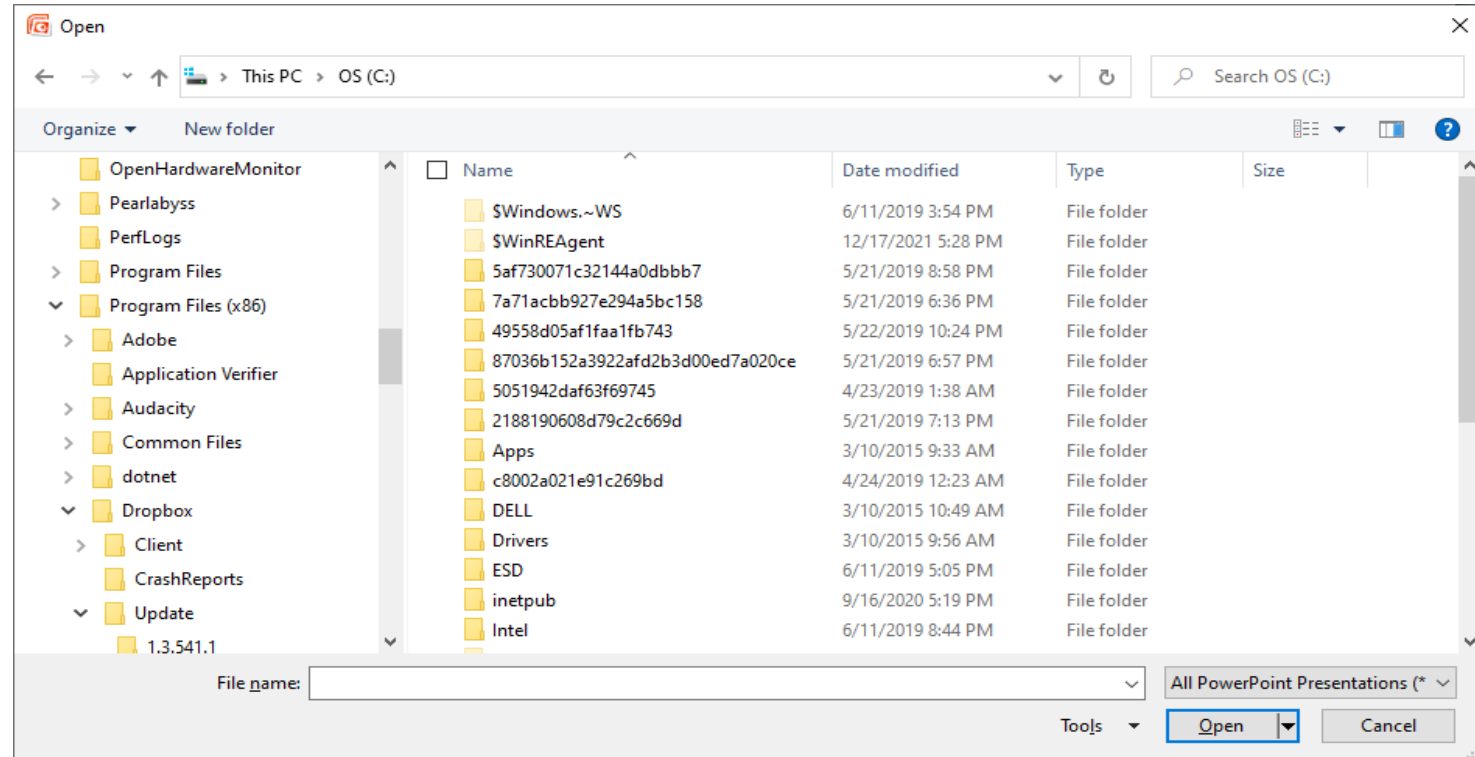 Open
This PC > OS (C:)
Search OS (C:)
Organize New folder
?
OpenHardwareMonitor
Pearlabyss
PerfLogs
Program Files
Program Files (x86)
Adobe
Application Verifier
Audacity
Common Files
dotnet
Dropbox
Client
CrashReports
Update
1.3.541.1
Name Date modified Type Size
$Windows.~WS 6/11/2019 3:54 PM File folder
$WinREAgent 12/17/2021 5:28 PM File folder
5af730071c32144a0dbbb7 5/21/2019 8:58 PM File folder
7a71acbb927e294a5bc158 5/21/2019 6:36 PM File folder
49558d05af1faa1fb743 5/22/2019 10:24 PM File folder
87036b152a3922afd2b3d00ed7a020ce 5/21/2019 6:57 PM File folder
5051942daf63f69745 4/23/2019 1:38 AM File folder
2188190608d79c2c669d 5/21/2019 7:13 PM File folder
Apps 3/10/2015 9:33 AM File folder
c8002a021e91c269bd 4/24/2019 12:23 AM File folder
DELL 3/10/2015 10:49 AM File folder
Drivers 3/10/2015 9:56 AM File folder
ESD 6/11/2019 5:05 PM File folder
inetpub 9/16/2020 5:19 PM File folder
Intel 6/11/2019 8:44 PM File folder
File name: All PowerPoint Presentations (*
Tools Open Cancel